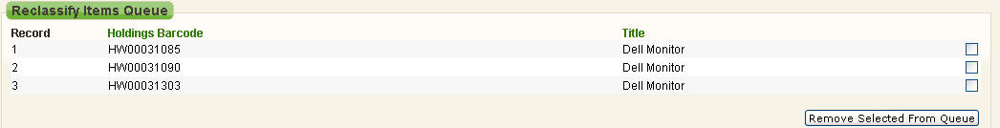 Reclassify Items Queue
Record Holdings Barcode Title
1 HW00031085 Dell Monitor
2 HW00031090 Dell Monitor
3 HW00031303 Dell Monitor
Remove Selected From Queue